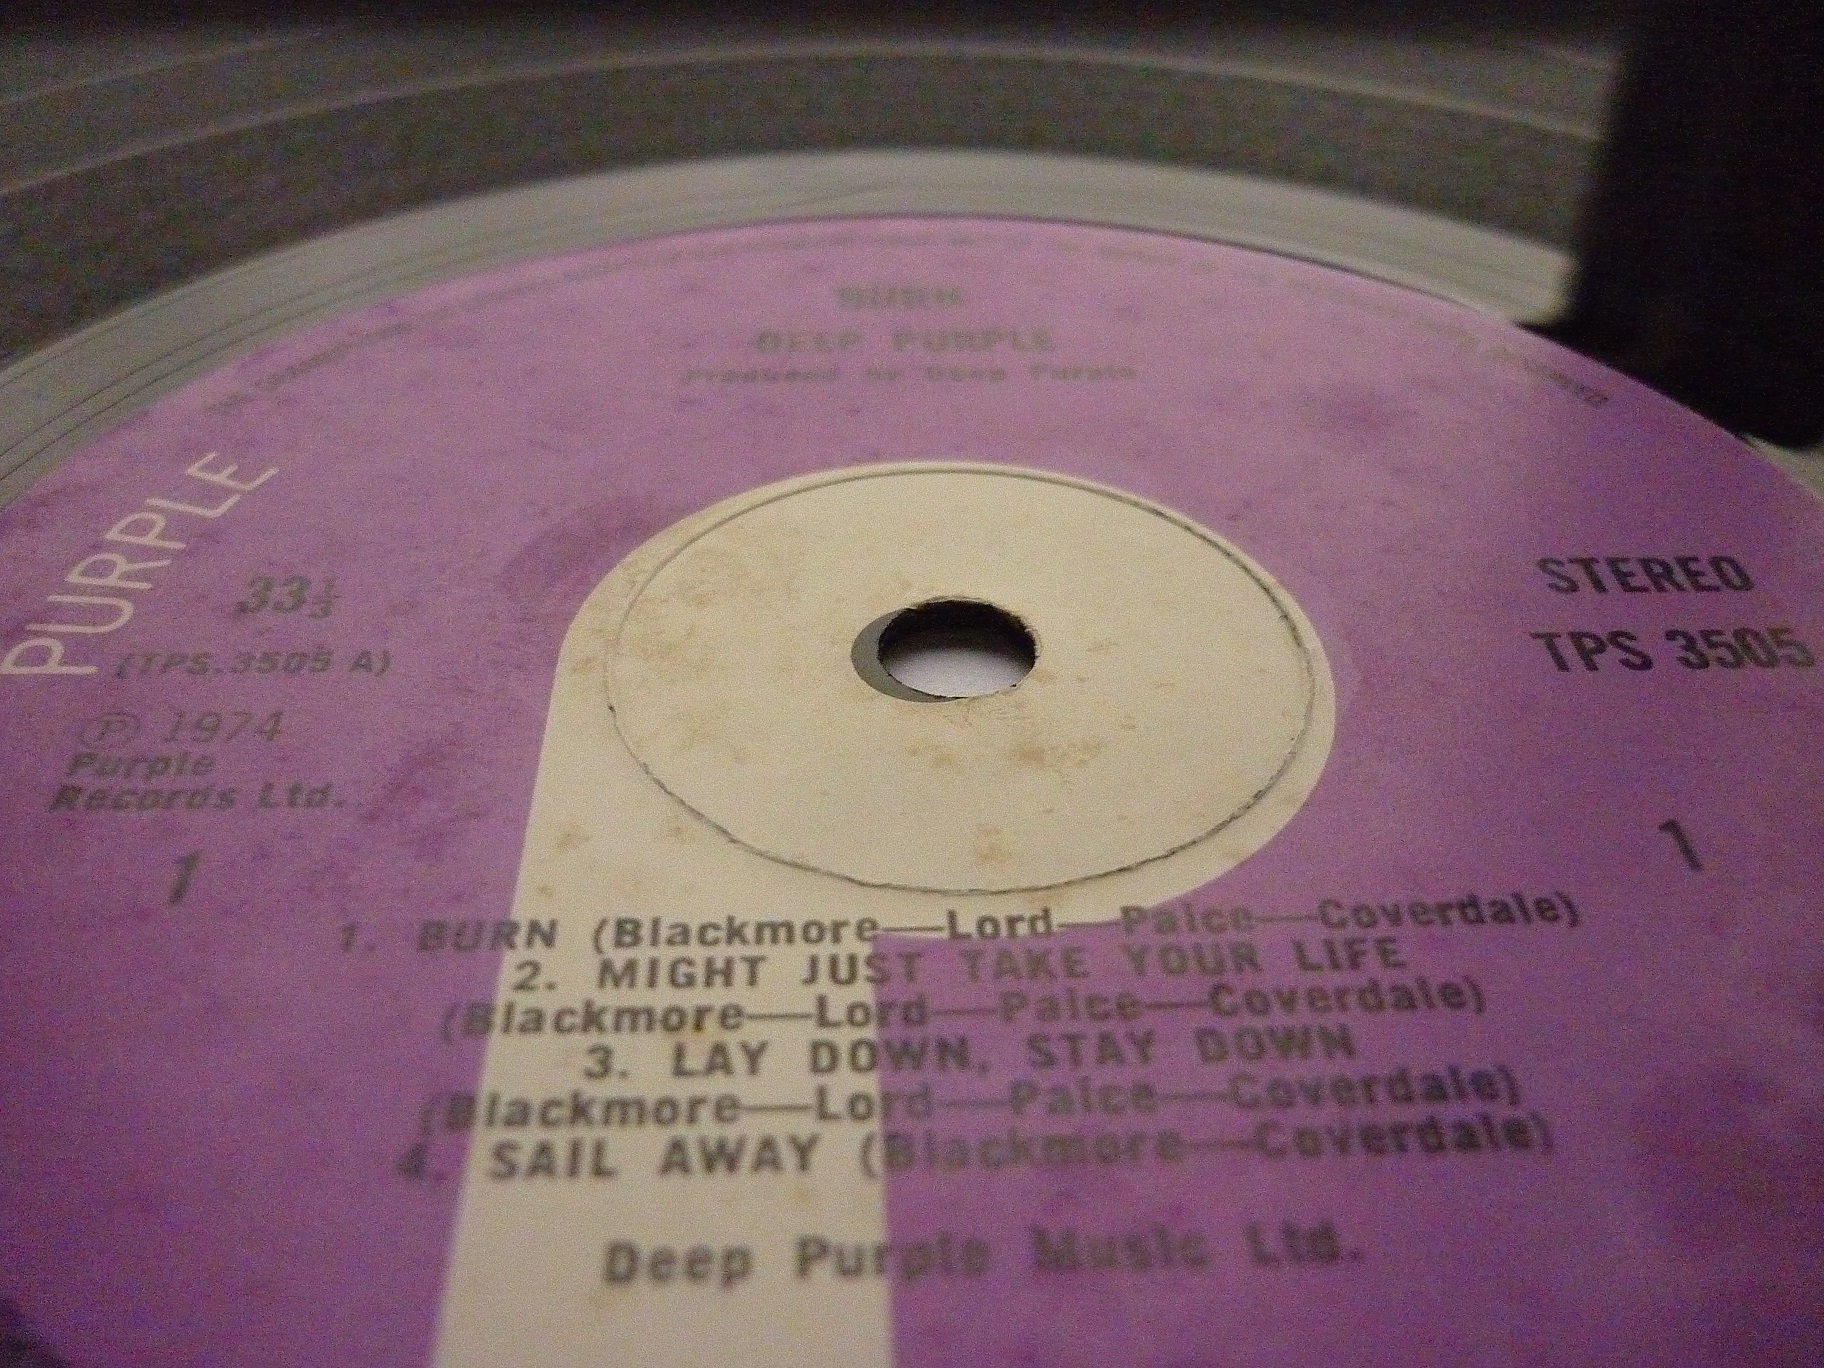 BURN
DEEP PURPLE
Produced by Deep Purple
PURPLE
33⅓
(TPS.3505 A)
Ⓟ 1974
Purple
Records Ltd.
1
STEREO
TPS 3505
1
1. BURN (Blackmore—Lord—Paice—Coverdale)
2. MIGHT JUST TAKE YOUR LIFE
(Blackmore—Lord—Paice—Coverdale)
3. LAY DOWN, STAY DOWN
(Blackmore—Lord—Paice—Coverdale)
4. SAIL AWAY (Blackmore—Coverdale)
Deep Purple Music Ltd.